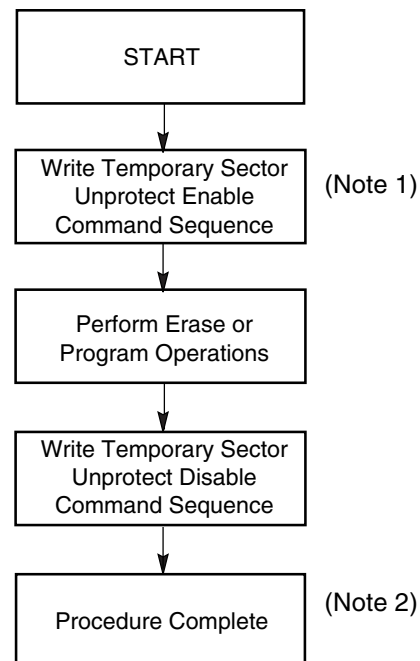 START
Write Temporary Sector
Unprotect Enable
Command Sequence
(Note 1)
Perform Erase or
Program Operations
Write Temporary Sector
Unprotect Disable
Command Sequence
Procedure Complete
(Note 2)